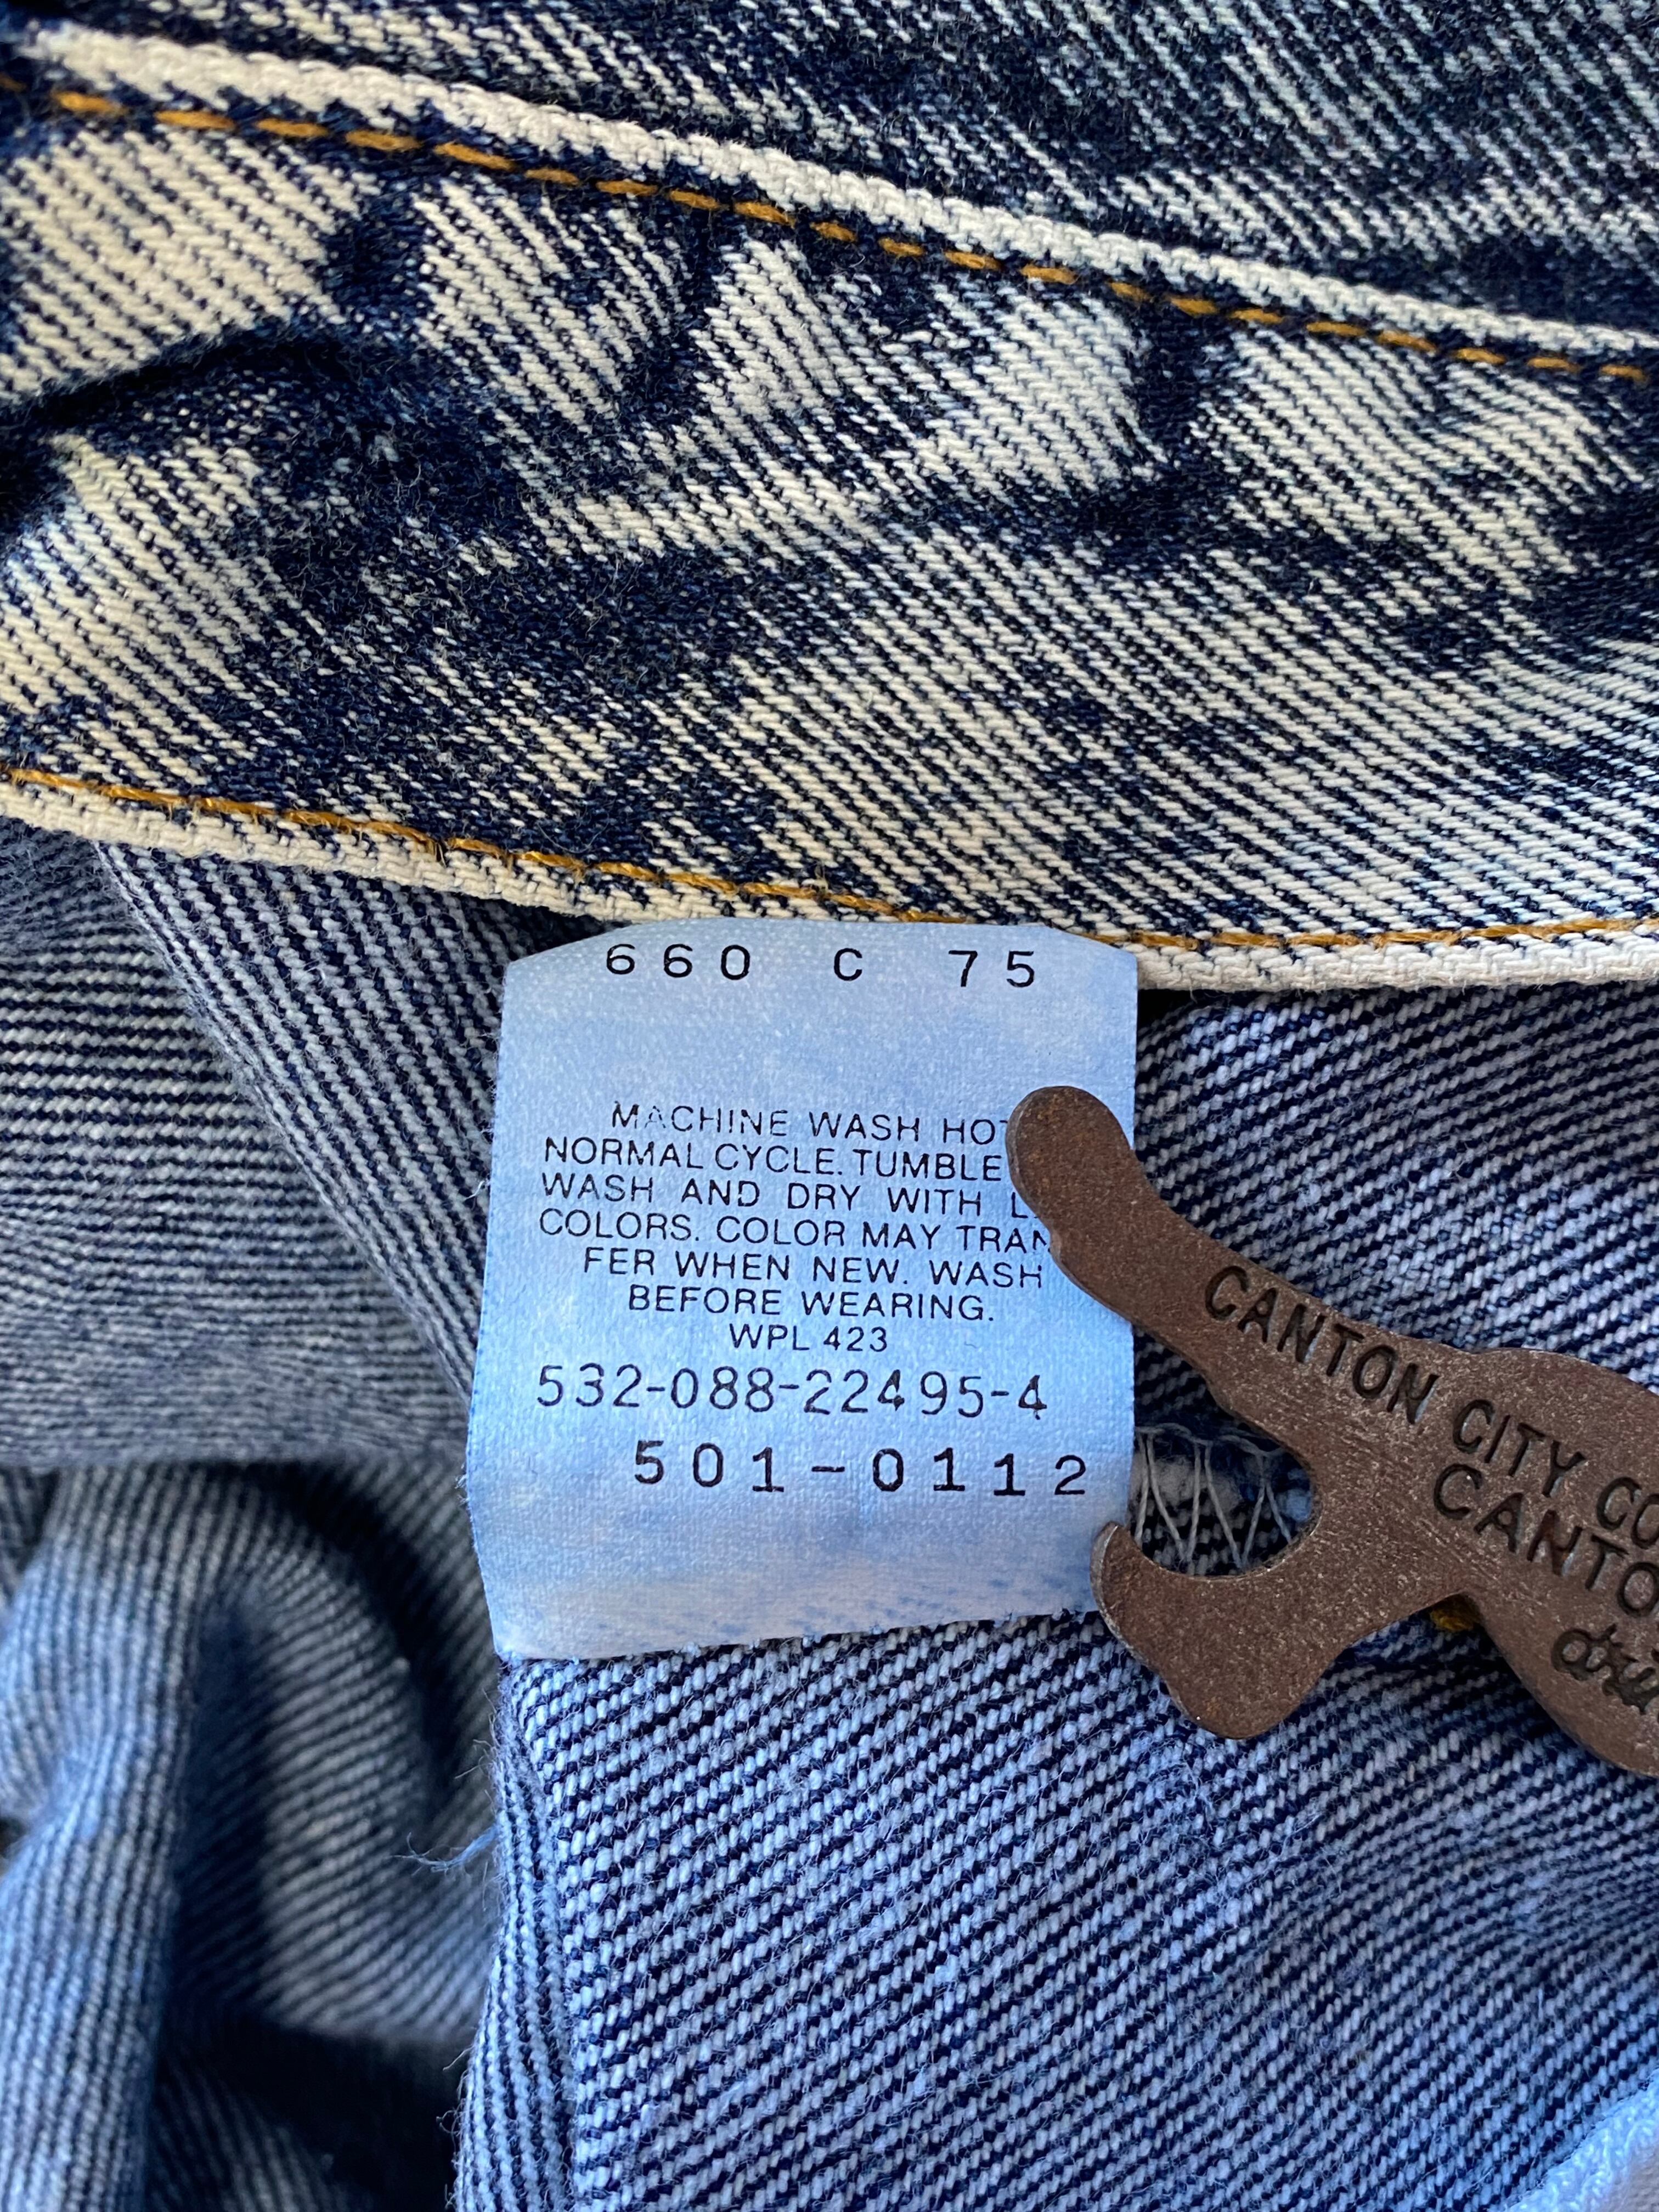 660 C 75
MACHINE WASH HOT
NORMAL CYCLE. TUMBLE
WASH AND DRY WITH
COLORS. COLOR MAY TRAN
FER WHEN NEW. WASH
BEFORE WEARING.
WPL 423
532-088-22495-4
501-0112
CANTON CITY CO
CANTO